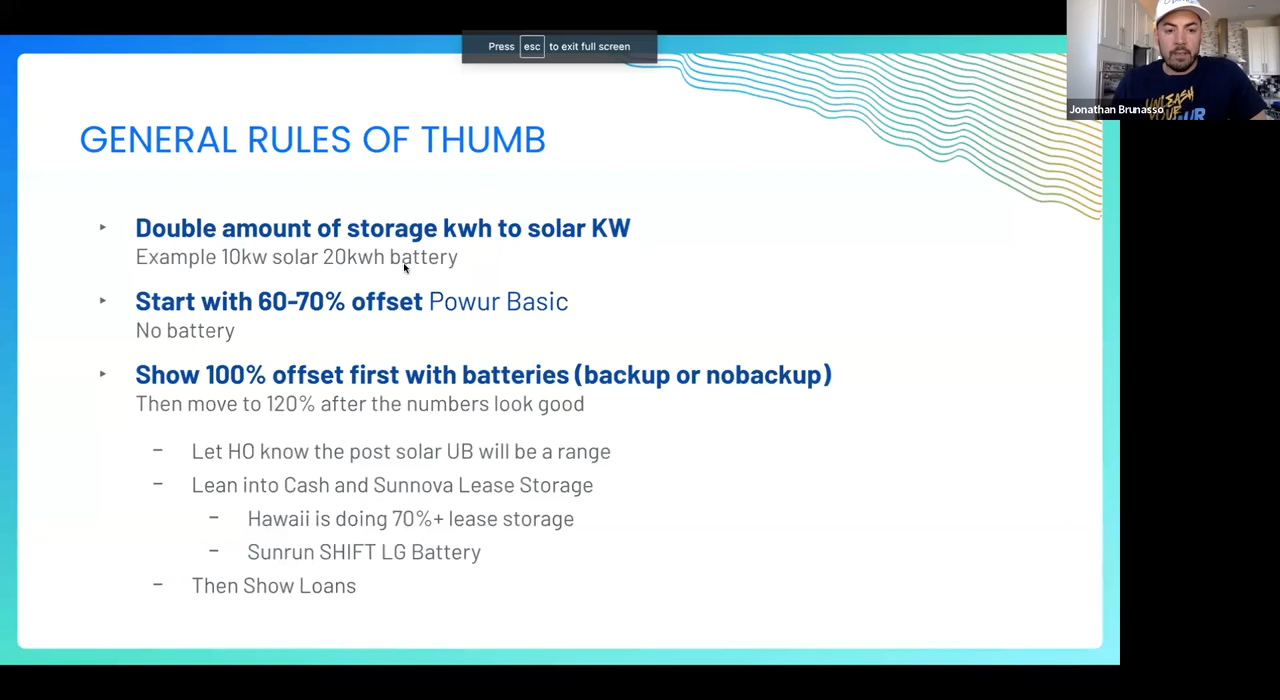 Press esc to exit full screen
Jonathan Brunasso
UNLEASH
YOUR
GENERAL RULES OF THUMB
‣ Double amount of storage kwh to solar KW
Example 10kw solar 20kwh battery
‣ Start with 60-70% offset Powur Basic
No battery
‣ Show 100% offset first with batteries (backup or nobackup)
Then move to 120% after the numbers look good
– Let HO know the post solar UB will be a range
– Lean into Cash and Sunnova Lease Storage
– Hawaii is doing 70%+ lease storage
– Sunrun SHIFT LG Battery
– Then Show Loans